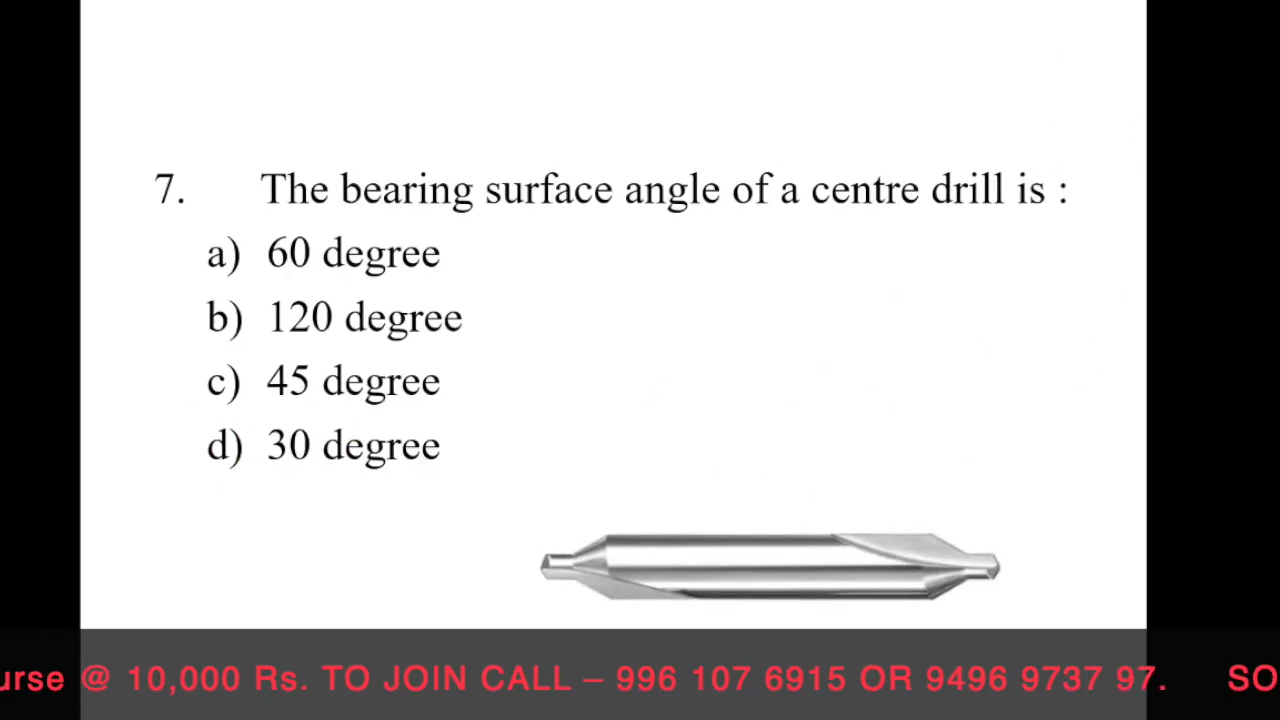 7. The bearing surface angle of a centre drill is :
a) 60 degree
b) 120 degree
c) 45 degree
d) 30 degree
urse @ 10,000 Rs. TO JOIN CALL – 996 107 6915 OR 9496 9737 97. SO